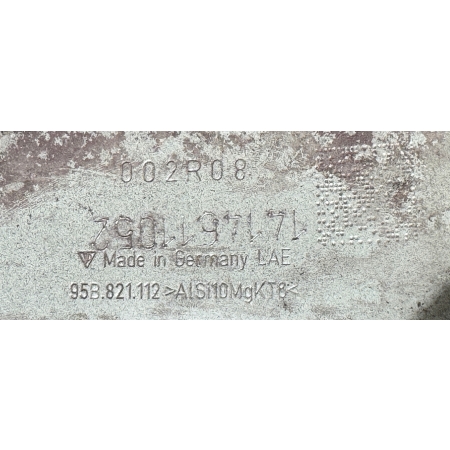 002R08
Made in Germany LAE
95B.821.112 >AlSi10MgKT6<